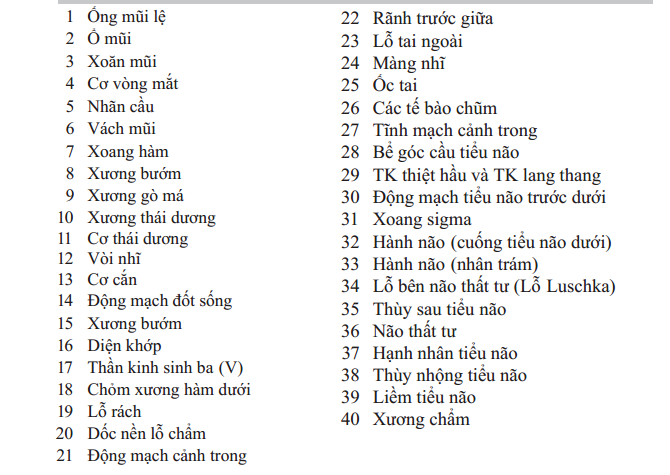 1 Ống mũi lệ
2 Ổ mũi
3 Xoăn mũi
4 Cơ vòng mắt
5 Nhãn cầu
6 Vách mũi
7 Xoang hàm
8 Xương bướm
9 Xương gò má
10 Xương thái dương
11 Cơ thái dương
12 Vòi nhĩ
13 Cơ cắn
14 Động mạch đốt sống
15 Xương bướm
16 Diện khớp
17 Thần kinh sinh ba (V)
18 Chỏm xương hàm dưới
19 Lỗ rách
20 Dốc nền lỗ chẩm
21 Động mạch cảnh trong
22 Rãnh trước giữa
23 Lỗ tai ngoài
24 Màng nhĩ
25 Ốc tai
26 Các tế bào chũm
27 Tĩnh mạch cảnh trong
28 Bể góc cầu tiểu não
29 TK thiệt hầu và TK lang thang
30 Động mạch tiểu não trước dưới
31 Xoang sigma
32 Hành não (cuống tiểu não dưới)
33 Hành não (nhân trám)
34 Lỗ bên não thất tư (Lỗ Luschka)
35 Thùy sau tiểu não
36 Não thất tư
37 Hạnh nhân tiểu não
38 Thùy nhộng tiểu não
39 Liềm tiểu não
40 Xương chẩm